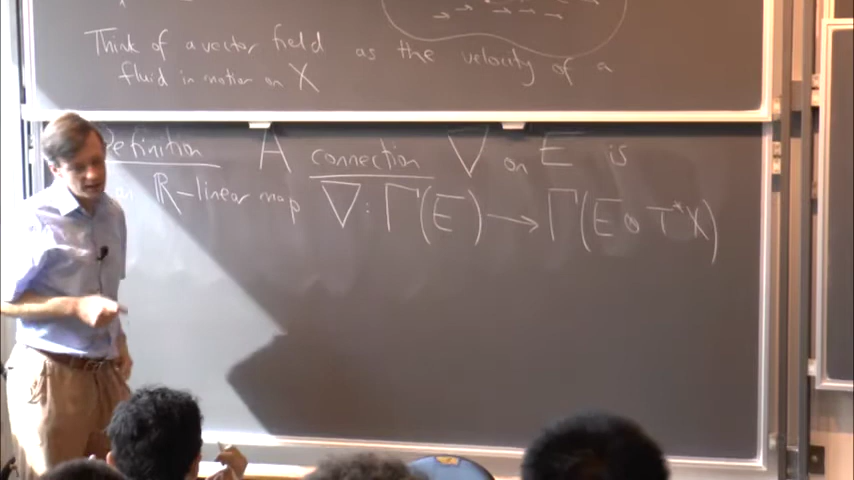 Think of a vector field as the velocity of a
fluid in motion on X
Definition A connection ∇ on E is
an ℝ-linear map ∇: Γ(E) → Γ(E⊗T*X)